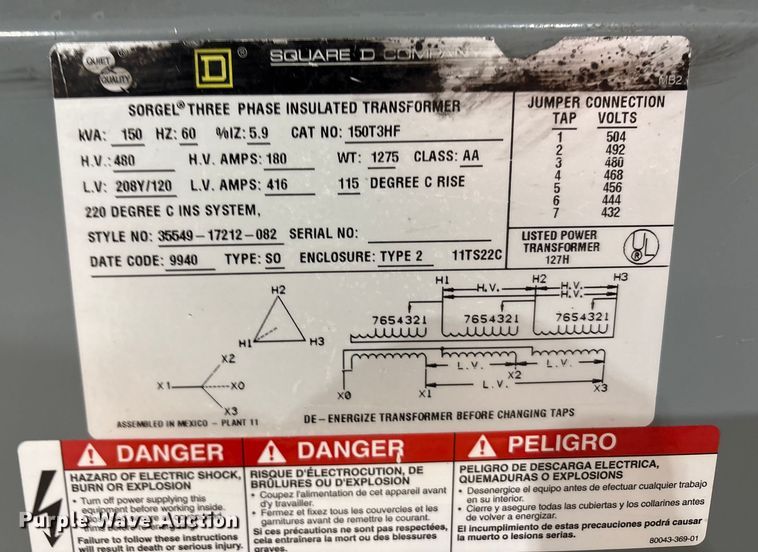 QUIET
QUALITY
D
®
SQUARE D COMPANY
MB2
SORGEL® THREE PHASE INSULATED TRANSFORMER
KVA: 150 HZ: 60 %IZ: 5.9 CAT NO: 150T3HF
H.V.: 480 H.V. AMPS: 180 WT: 1275 CLASS: AA
L.V: 208Y/120 L.V. AMPS: 416 115 DEGREE C RISE
220 DEGREE C INS SYSTEM,
STYLE NO: 35549-17212-082 SERIAL NO:
DATE CODE: 9940 TYPE: SO ENCLOSURE: TYPE 2 11TS22C
JUMPER CONNECTION
TAP VOLTS
1 504
2 492
3 480
4 468
5 456
6 444
7 432
LISTED POWER
TRANSFORMER
127H
UL
®
H2
H1 H3
X2
X1 X0
X3
H1 H2 H3
H.V. H.V.
H.V.
7654321 7654321 7654321
L.V. L.V.
X2
L.V.
X0 X1 X3
ASSEMBLED IN MEXICO - PLANT 11
DE-ENERGIZE TRANSFORMER BEFORE CHANGING TAPS
DANGER
HAZARD OF ELECTRIC SHOCK,
BURN OR EXPLOSION
• Turn off power supplying this
equipment before working inside.
Failure to follow these instructions
will result in death or serious injury.
DANGER
RISQUE D'ÉLECTROCUTION, DE
BRÛLURES OU D'EXPLOSION
• Coupez l'alimentation de cet appareil avant
d'y travailler.
• Fermez et fixez tous les couvercles et les
garnitures avant de remettre le courant.
Si ces précautions ne sont pas respectées,
cela entraînera la mort ou des blessures
graves.
PELIGRO
PELIGRO DE DESCARGA ELECTRICA,
QUEMADURAS O EXPLOSIONES
• Desenergice el equipo antes de efectuar cualquier trabajo
en su interior.
• Cierre y asegure todas las cubiertas y los collarines antes
de volver a energizar.
El incumplimiento de estas precauciones podrá causar
la muerto o lesiones serias.
80043-369-01
Purple Wave Auction